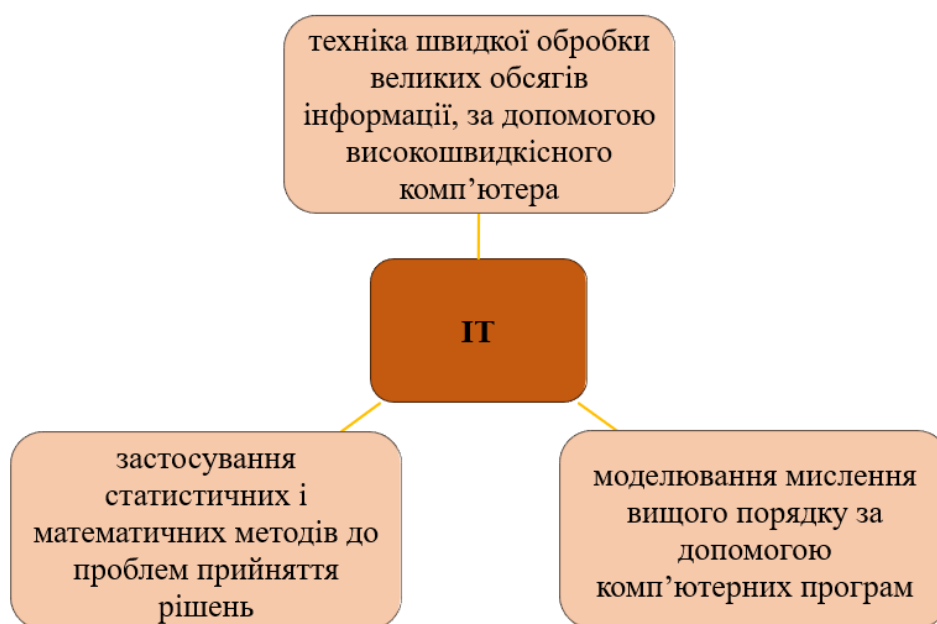 техніка швидкої обробки
великих обсягів
інформації, за допомогою
високошвидкісного
комп’ютера
ІТ
застосування
статистичних і
математичних методів до
проблем прийняття
рішень
моделювання мислення
вищого порядку за
допомогою
комп’ютерних програм